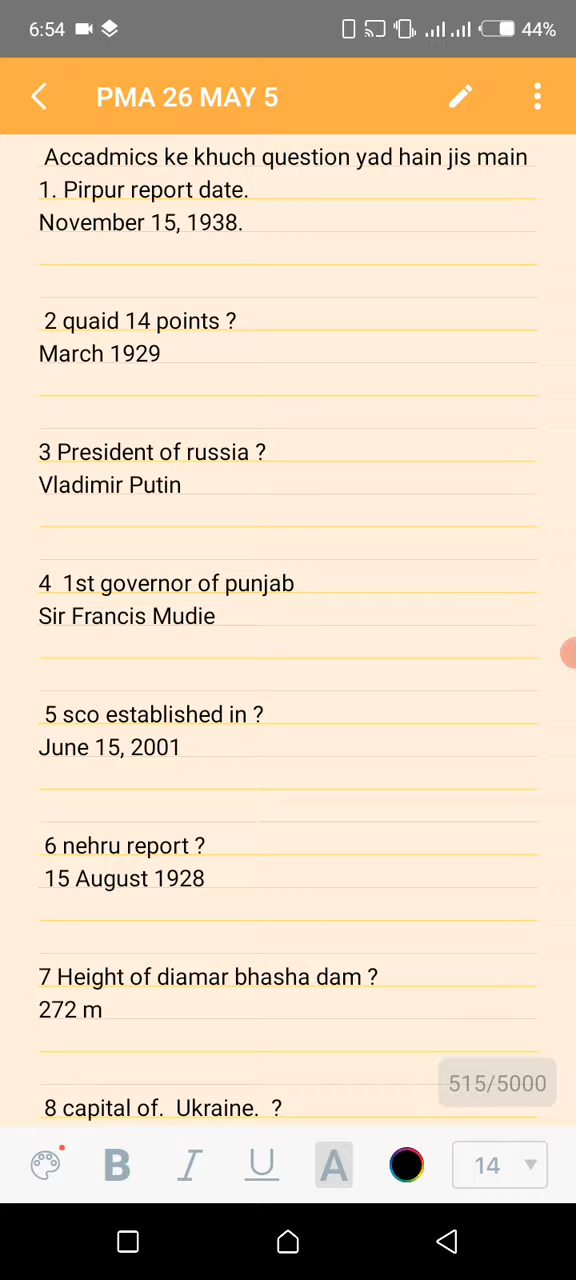 6:54
44%
PMA 26 MAY 5
Accadmics ke khuch question yad hain jis main
1. Pirpur report date.
November 15, 1938.
2 quaid 14 points ?
March 1929
3 President of russia ?
Vladimir Putin
4  1st governor of punjab
Sir Francis Mudie
5 sco established in ?
June 15, 2001
6 nehru report ?
15 August 1928
7 Height of diamar bhasha dam ?
272 m
515/5000
8 capital of.  Ukraine.  ?
B I U A 14